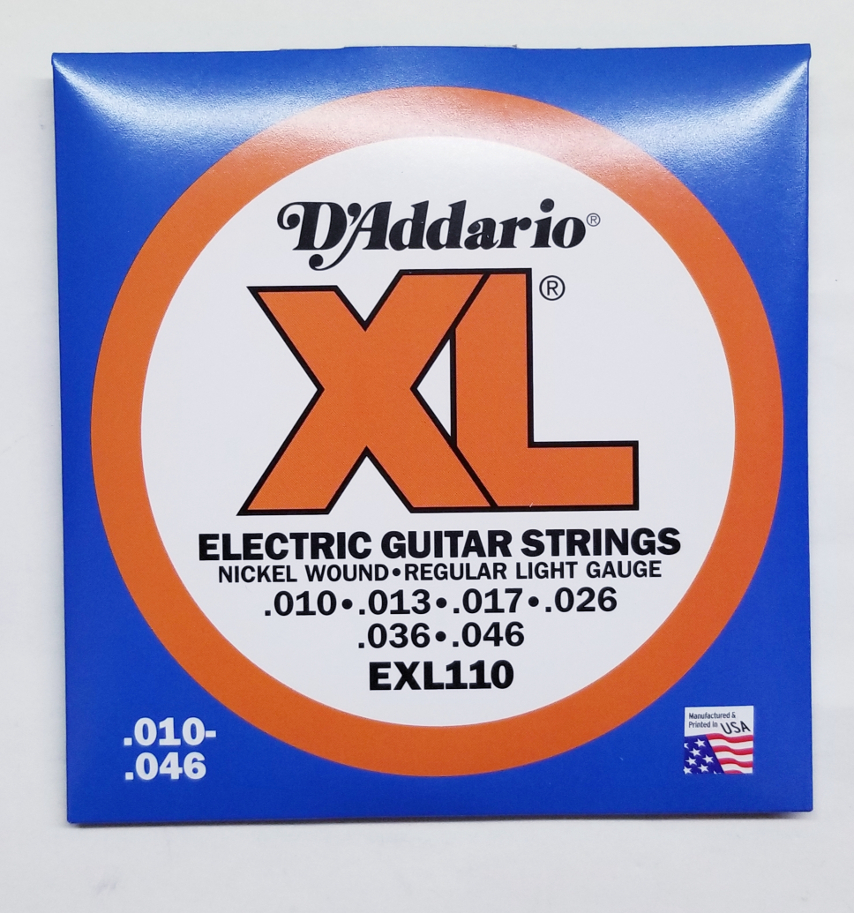 D'Addario®
XL®
ELECTRIC GUITAR STRINGS
NICKEL WOUND•REGULAR LIGHT GAUGE
.010•.013•.017•.026
.036•.046
EXL110
.010-
.046
Manufactured &
Printed in USA